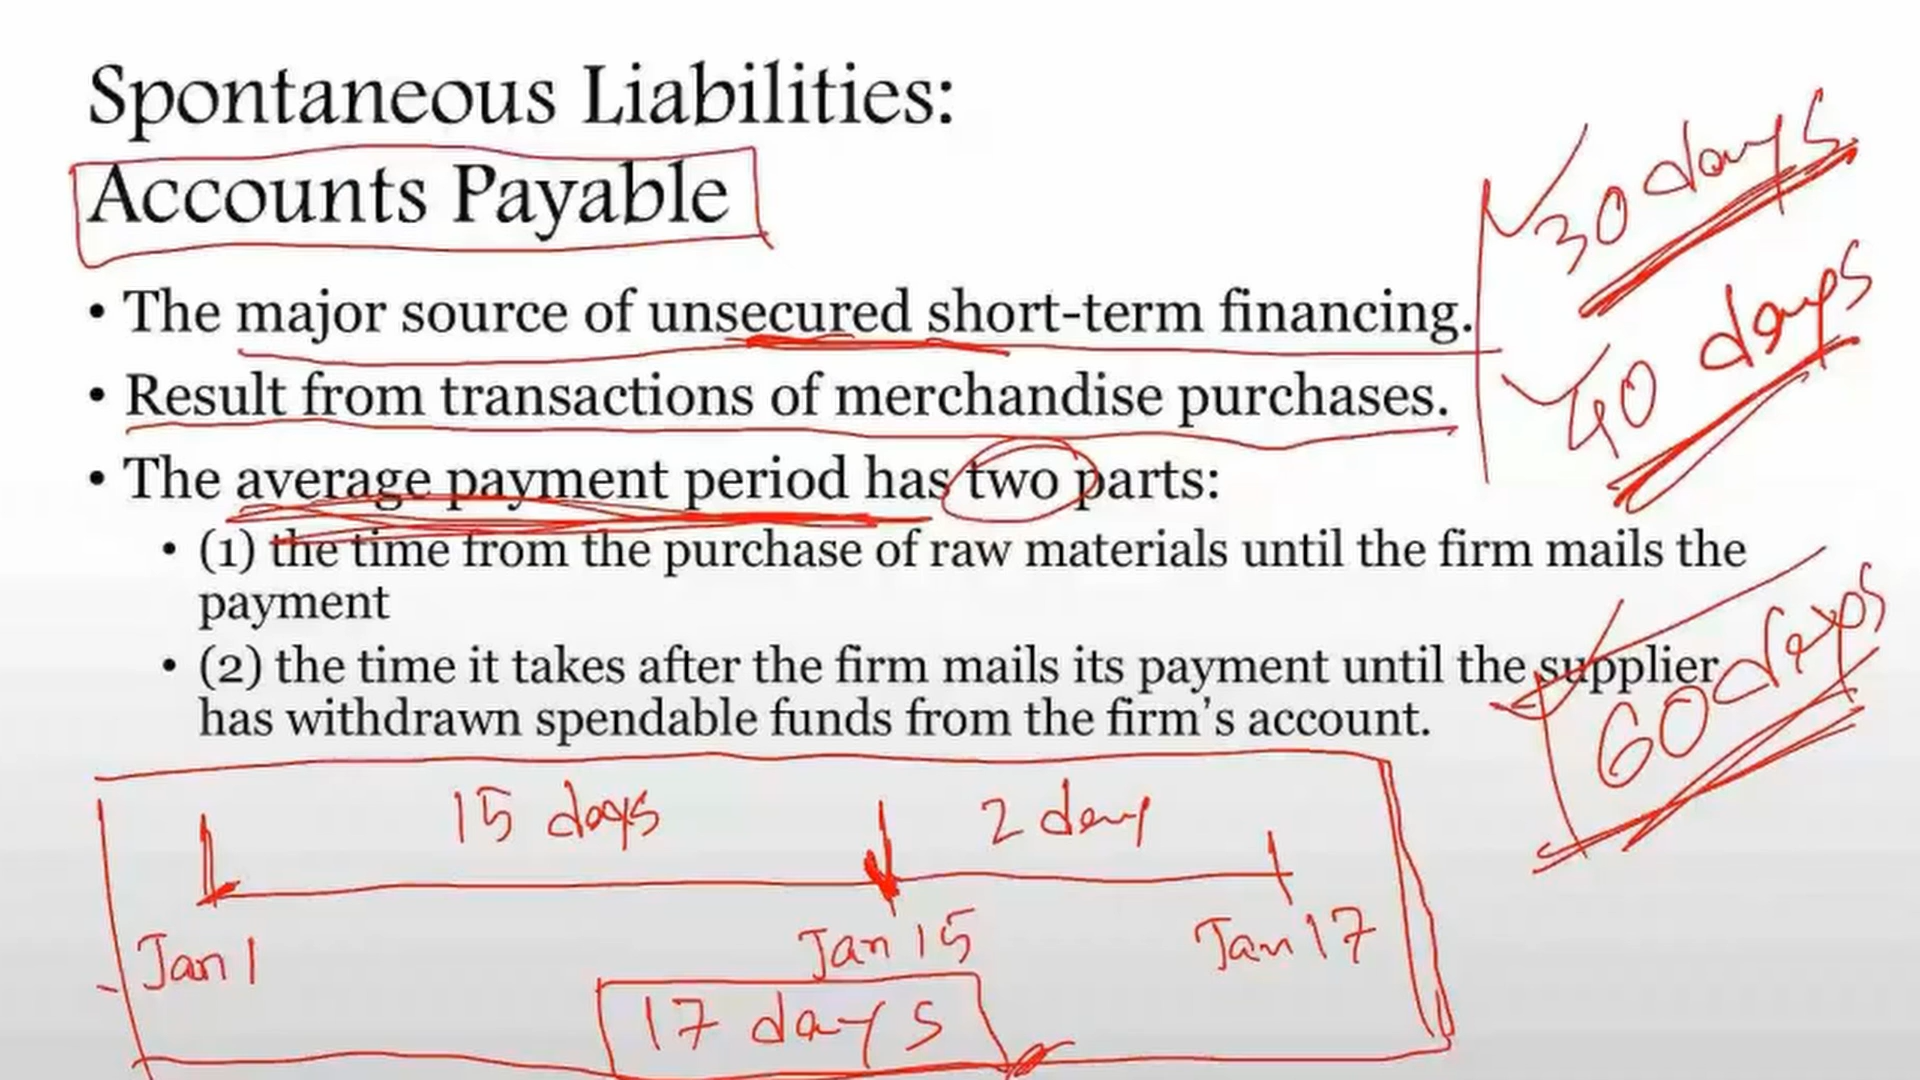 Spontaneous Liabilities:
Accounts Payable
• The major source of unsecured short-term financing.
• Result from transactions of merchandise purchases.
• The average payment period has two parts:
• (1) the time from the purchase of raw materials until the firm mails the
payment
• (2) the time it takes after the firm mails its payment until the supplier
has withdrawn spendable funds from the firm's account.
30 days
40 days
60 days
15 days
2 day
Jan 1
Jan 15
Jan 17
17 days